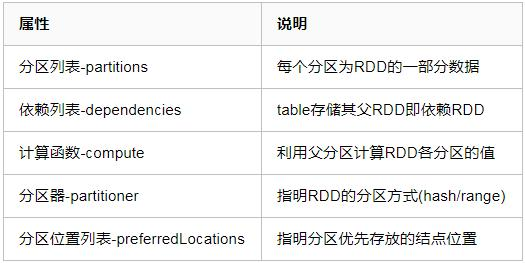 属性 说明
分区列表-partitions 每个分区为RDD的一部分数据
依赖列表-dependencies table存储其父RDD即依赖RDD
计算函数-compute 利用父分区计算RDD各分区的值
分区器-partitioner 指明RDD的分区方式(hash/range)
分区位置列表-preferredLocations 指明分区优先存放的结点位置